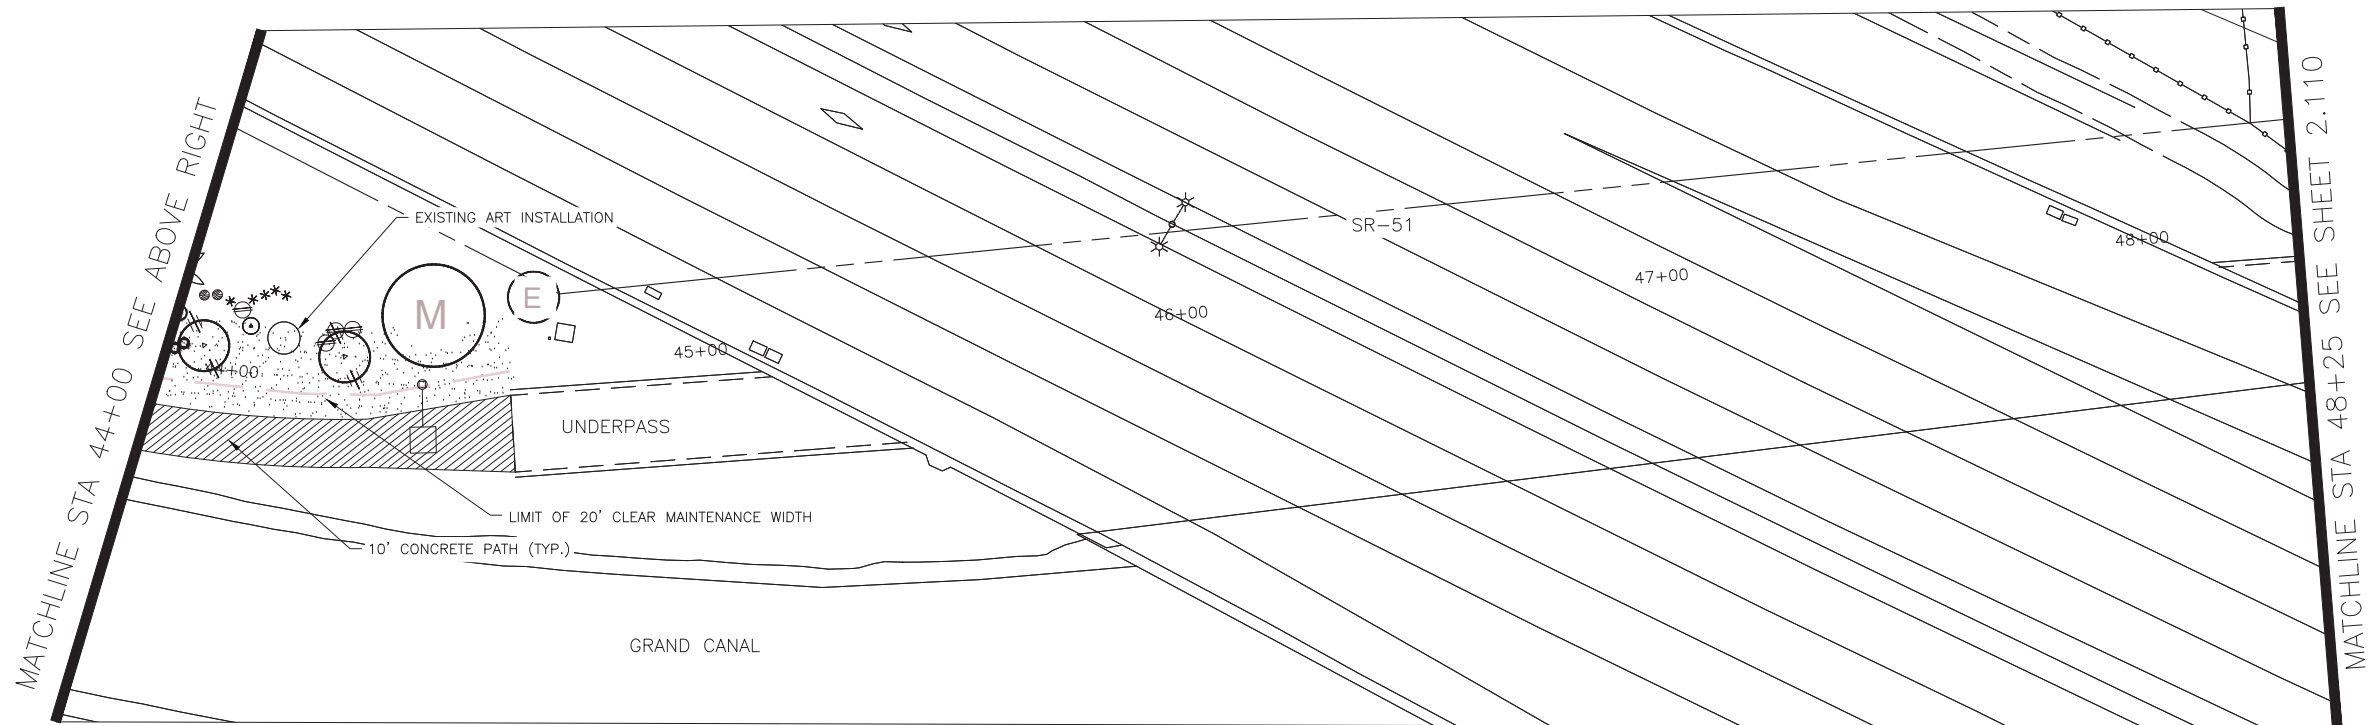 MATCHLINE STA 44+00 SEE ABOVE RIGHT
EXISTING ART INSTALLATION
M
E
SR-51
MATCHLINE STA 48+25 SEE SHEET 2.110
48+00
47+00
46+00
45+00
+00
UNDERPASS
LIMIT OF 20' CLEAR MAINTENANCE WIDTH
10' CONCRETE PATH (TYP.)
GRAND CANAL